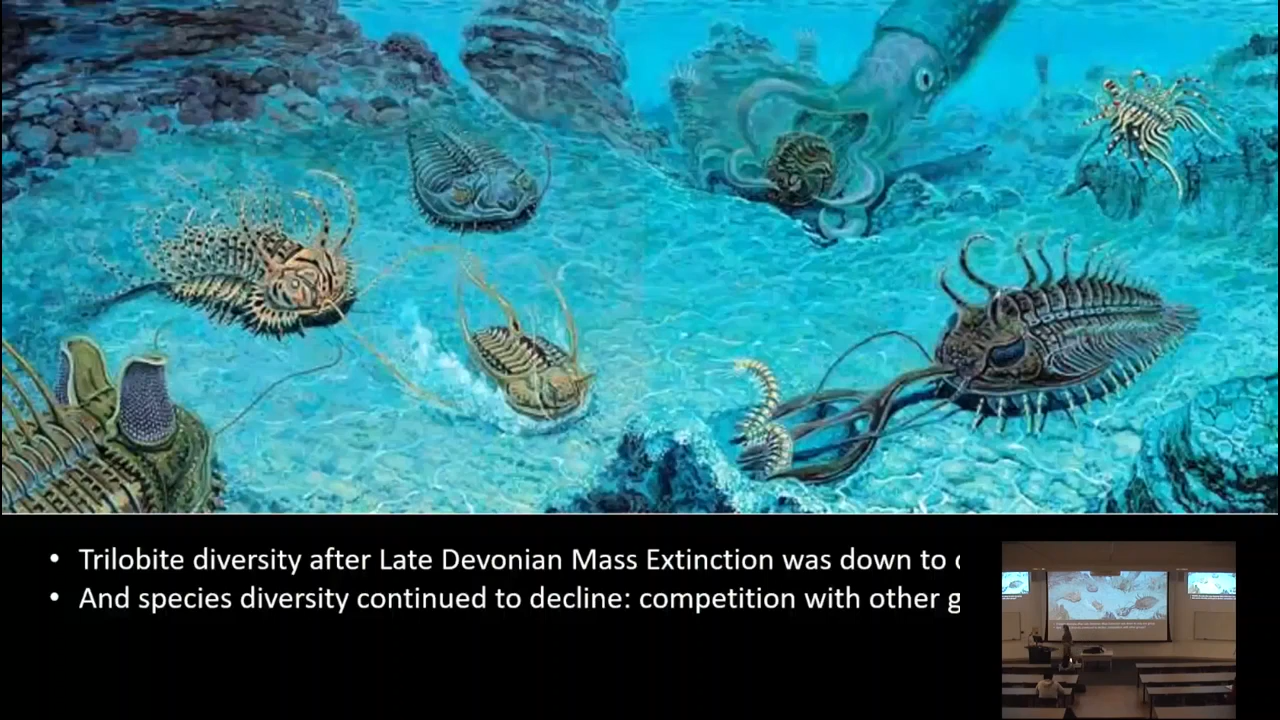 • Trilobite diversity after Late Devonian Mass Extinction was down to
• And species diversity continued to decline: competition with other